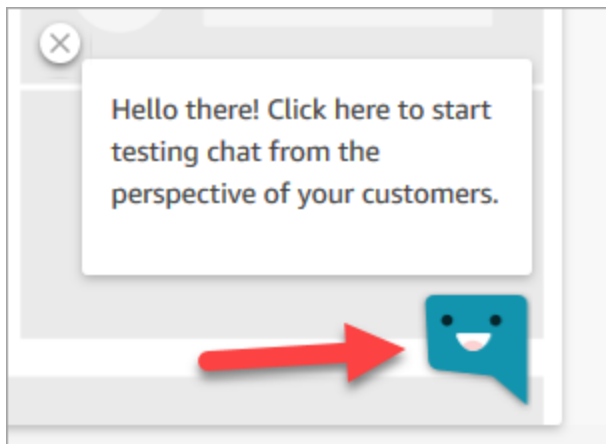 Hello there! Click here to start
testing chat from the
perspective of your customers.